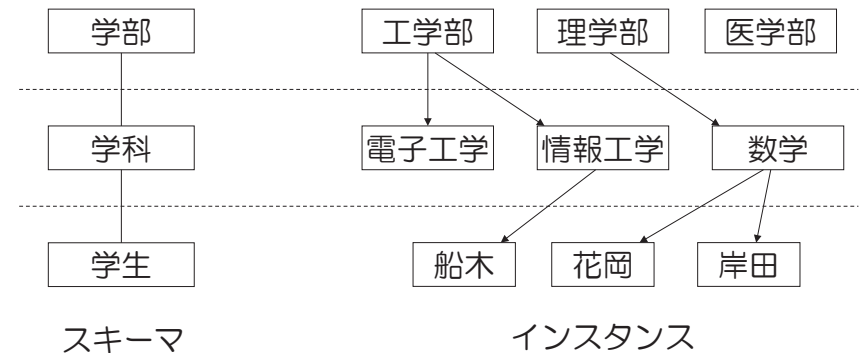 学部 工学部 理学部 医学部
学科 電子工学 情報工学 数学
学生 船木 花岡 岸田
スキーマ インスタンス